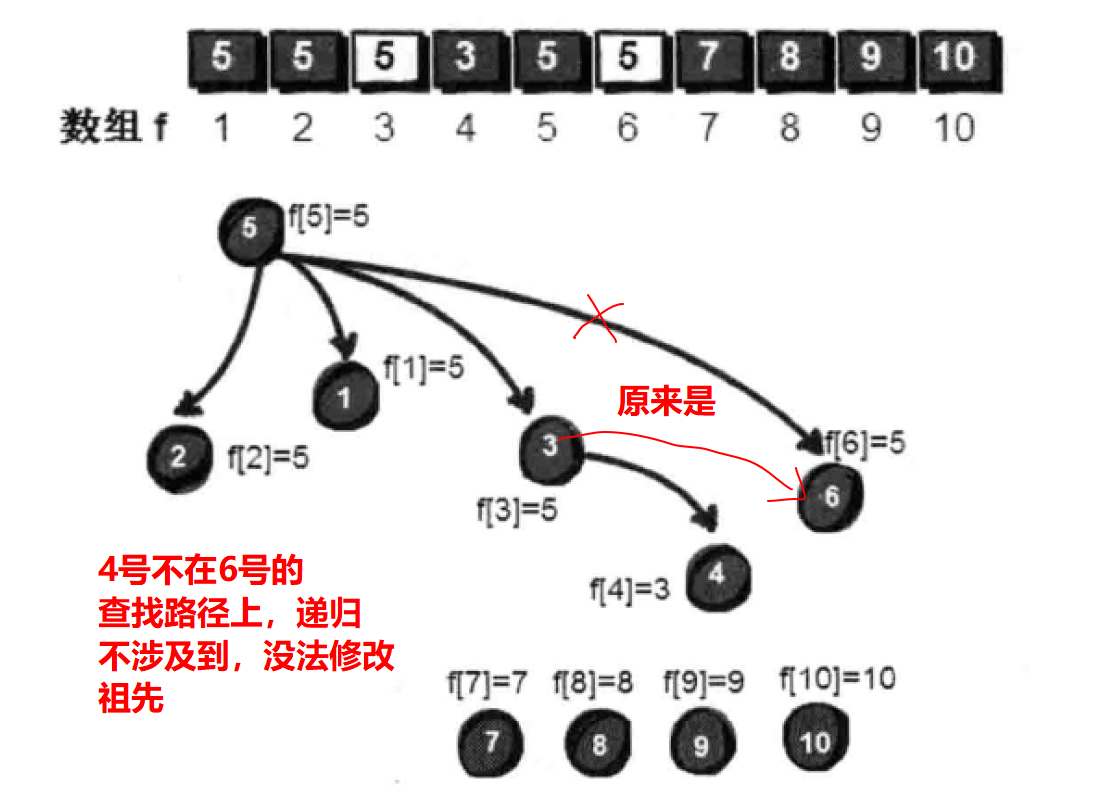 5 5 5 3 5 5 7 8 9 10
数组 f 1 2 3 4 5 6 7 8 9 10
5 f[5]=5
1 f[1]=5
原来是
2 f[2]=5
3
f[3]=5
f[6]=5
6
4
f[4]=3
4号不在6号的
查找路径上，递归
不涉及到，没法修改
祖先
f[7]=7 f[8]=8 f[9]=9 f[10]=10
7 8 9 10